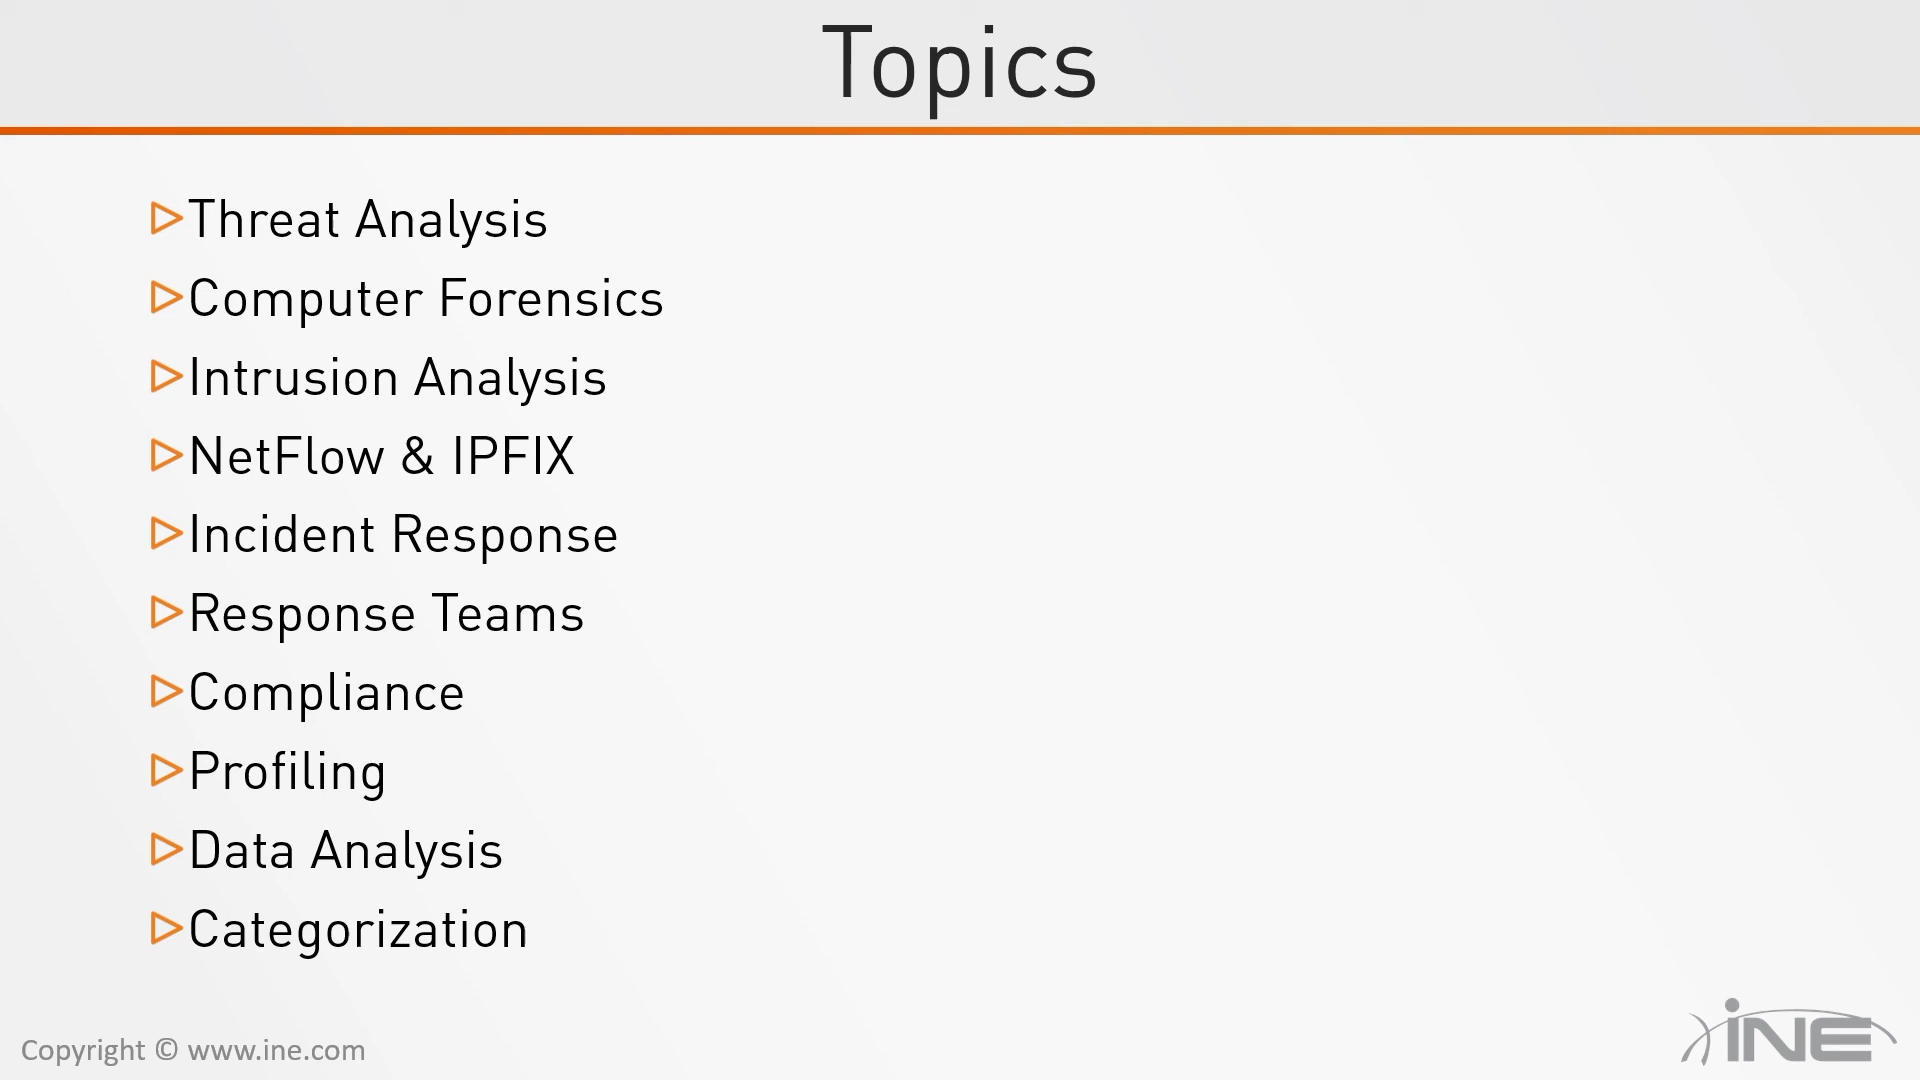 Topics
Threat Analysis
Computer Forensics
Intrusion Analysis
NetFlow & IPFIX
Incident Response
Response Teams
Compliance
Profiling
Data Analysis
Categorization
Copyright © www.ine.com
iNE